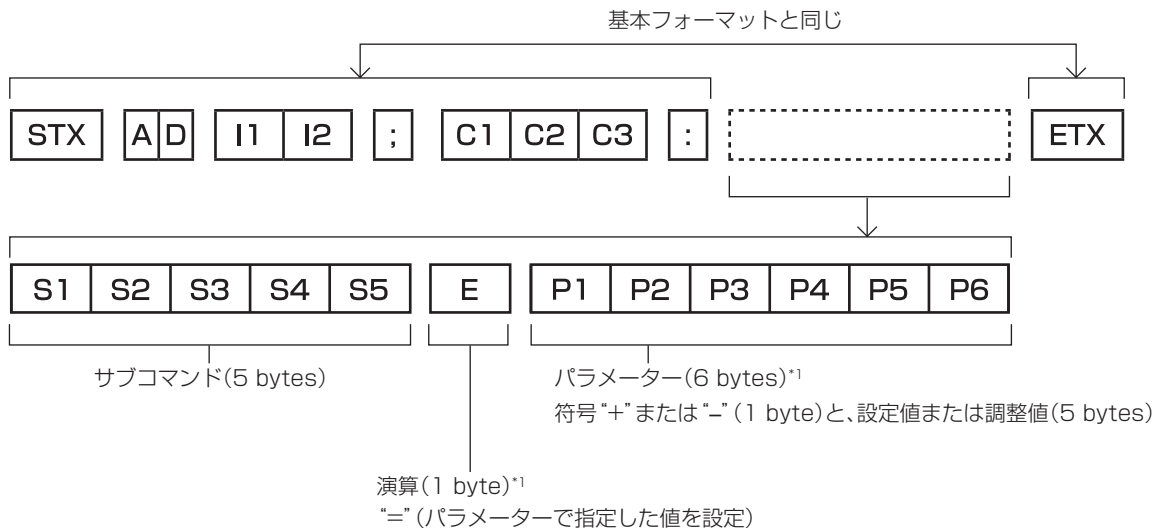 基本フォーマットと同じ
STX A D I1 I2 ; C1 C2 C3 : ETX
S1 S2 S3 S4 S5 E P1 P2 P3 P4 P5 P6
サブコマンド(5 bytes)
パラメーター(6 bytes)*1
符号“+”または“–”(1 byte)と、設定値または調整値(5 bytes)
演算(1 byte)*1
“=”(パラメーターで指定した値を設定)